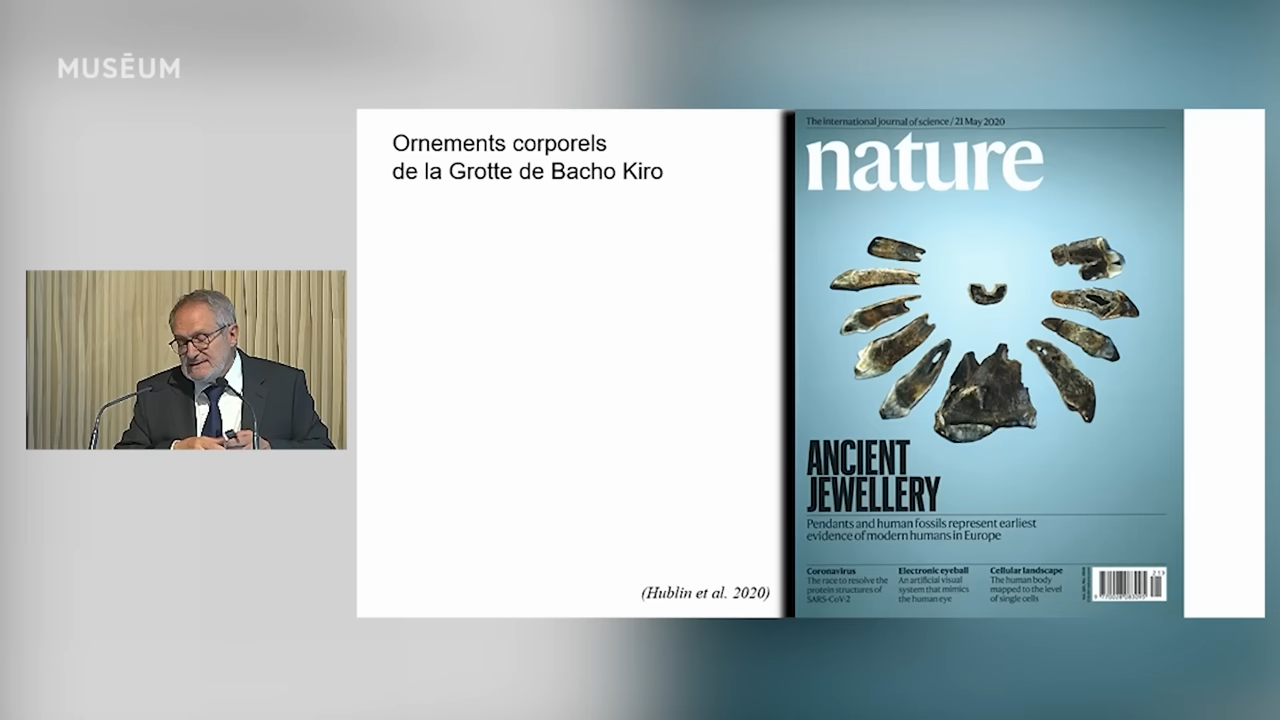 MUSĒUM
Ornements corporels
de la Grotte de Bacho Kiro
(Hublin et al. 2020)
The international journal of science / 21 May 2020
nature
ANCIENT
JEWELLERY
Pendants and human fossils represent earliest
evidence of modern humans in Europe
Coronavirus
The race to resolve the
protein structures of
SARS-CoV-2
Electronic eyeball
An artificial visual
system that mimics
the human eye
Cellular landscape
The human body
mapped to the level
of single cells